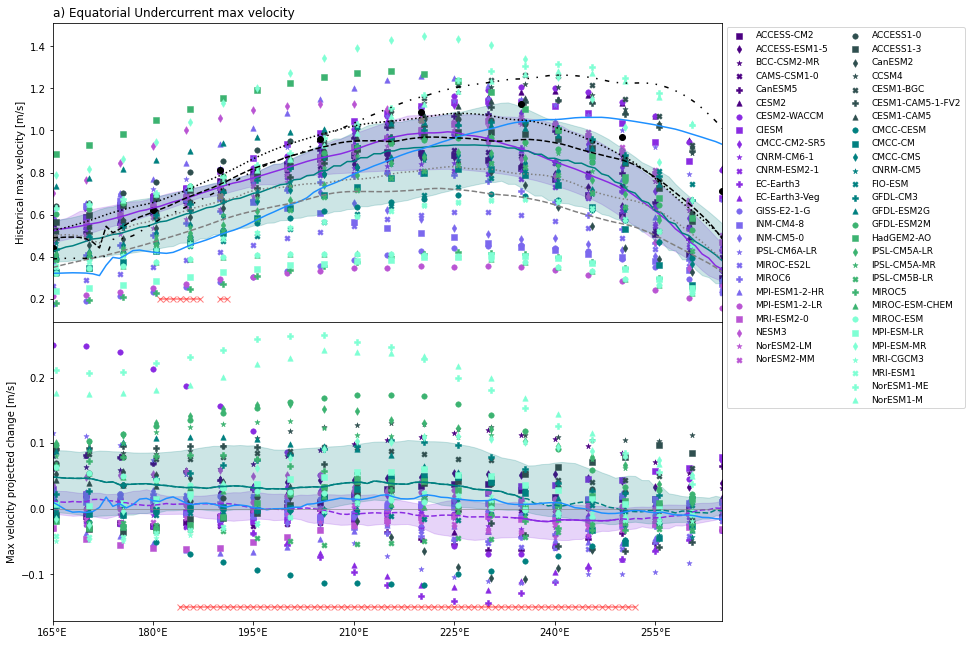 a) Equatorial Undercurrent max velocity
Historical max velocity [m/s]
1.4
1.2
1.0
0.8
0.6
0.4
0.2
Max velocity projected change [m/s]
0.2
0.1
0.0
−0.1
165°E
180°E
195°E
210°E
225°E
240°E
255°E
ACCESS-CM2
ACCESS-ESM1-5
BCC-CSM2-MR
CAMS-CSM1-0
CanESM5
CESM2
CESM2-WACCM
CIESM
CMCC-CM2-SR5
CNRM-CM6-1
CNRM-ESM2-1
EC-Earth3
EC-Earth3-Veg
GISS-E2-1-G
INM-CM4-8
INM-CM5-0
IPSL-CM6A-LR
MIROC-ES2L
MIROC6
MPI-ESM1-2-HR
MPI-ESM1-2-LR
MRI-ESM2-0
NESM3
NorESM2-LM
NorESM2-MM
ACCESS1-0
ACCESS1-3
CanESM2
CCSM4
CESM1-BGC
CESM1-CAM5-1-FV2
CESM1-CAM5
CMCC-CESM
CMCC-CM
CMCC-CMS
CNRM-CM5
FIO-ESM
GFDL-CM3
GFDL-ESM2G
GFDL-ESM2M
HadGEM2-AO
IPSL-CM5A-LR
IPSL-CM5A-MR
IPSL-CM5B-LR
MIROC5
MIROC-ESM-CHEM
MIROC-ESM
MPI-ESM-LR
MPI-ESM-MR
MRI-CGCM3
MRI-ESM1
NorESM1-ME
NorESM1-M